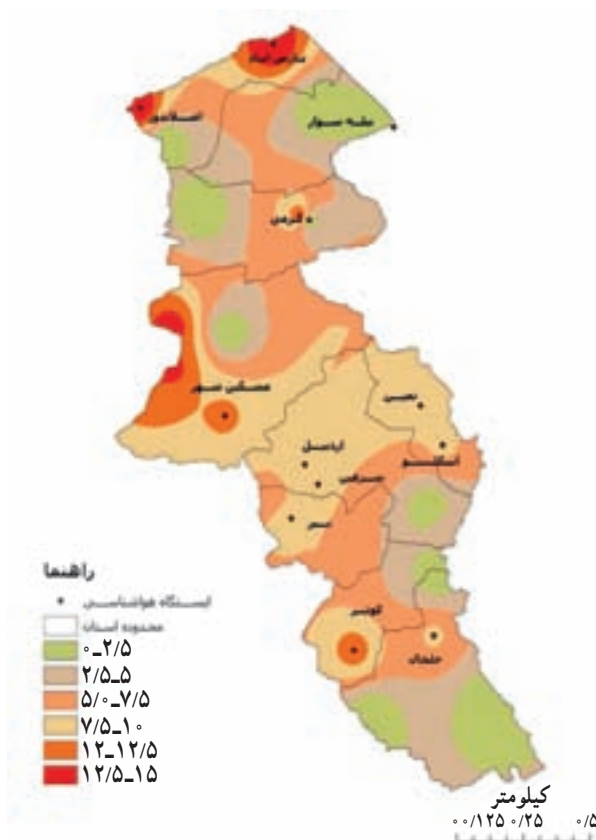 پارس آباد
اصلاندوز
بیله سوار
گرمی
مشگین شهر
نمین
اردبیل
سرعین
نیر
کوثر
خلخال
راهنما
ایستگاه هواشناسی
محدوده استان
۰-۲/۵
۲/۵-۵
۵/۰-۷/۵
۷/۵-۱۰
۱۲-۱۲/۵
۱۲/۵-۱۵
کیلومتر
۰۰/۱۲۵ ۰/۲۵ ۰/۵